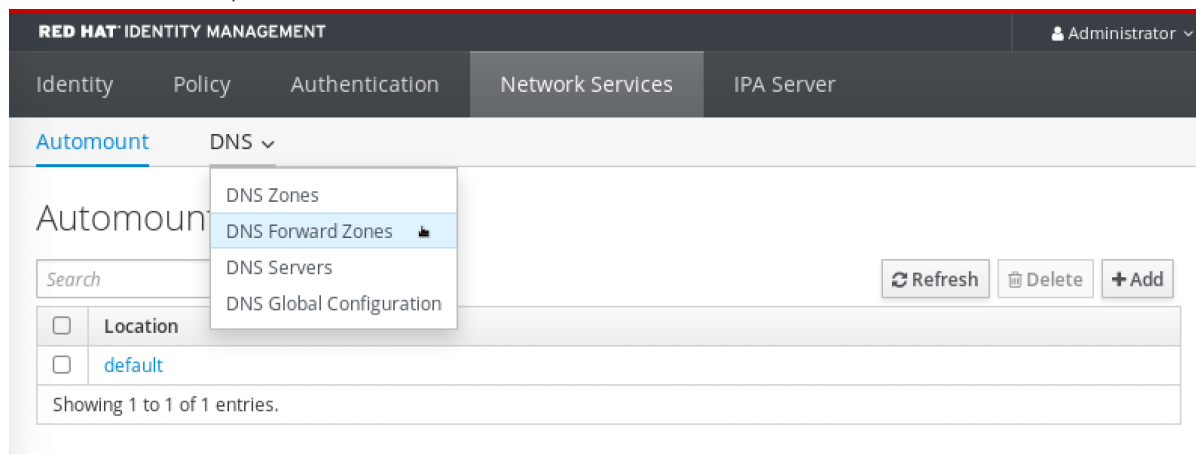 RED HAT® IDENTITY MANAGEMENT Administrator
Identity Policy Authentication Network Services IPA Server
Automount DNS
DNS Zones
Automoun
DNS Forward Zones
Search
DNS Servers
Refresh Delete Add
DNS Global Configuration
Location
default
Showing 1 to 1 of 1 entries.